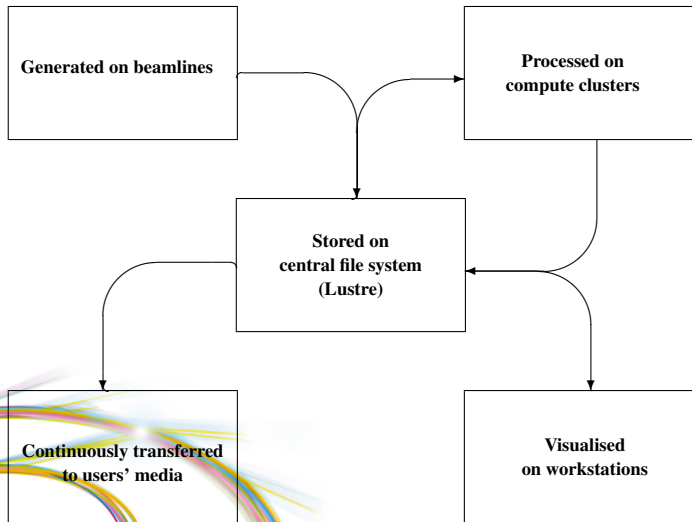 Generated on beamlines
Processed on
compute clusters
Stored on
central file system
(Lustre)
Continuously transferred
to users’ media
Visualised
on workstations